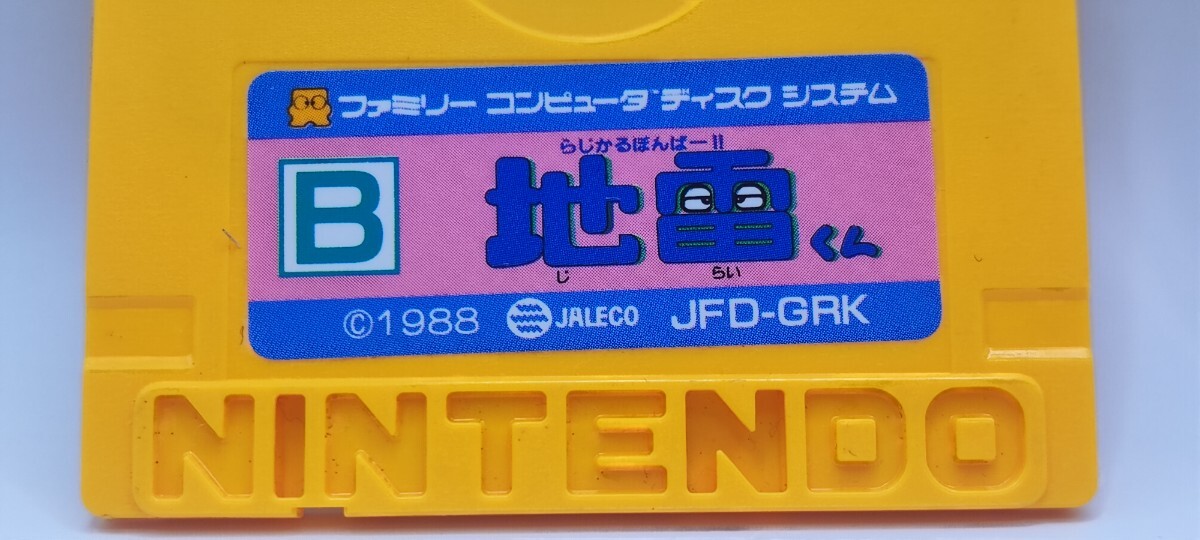 ファミリー コンピュータ ディスク システム
B
らじかるぼんばー!!
地雷くん
じ らい
©1988 JALECO JFD-GRK
NINTENDO